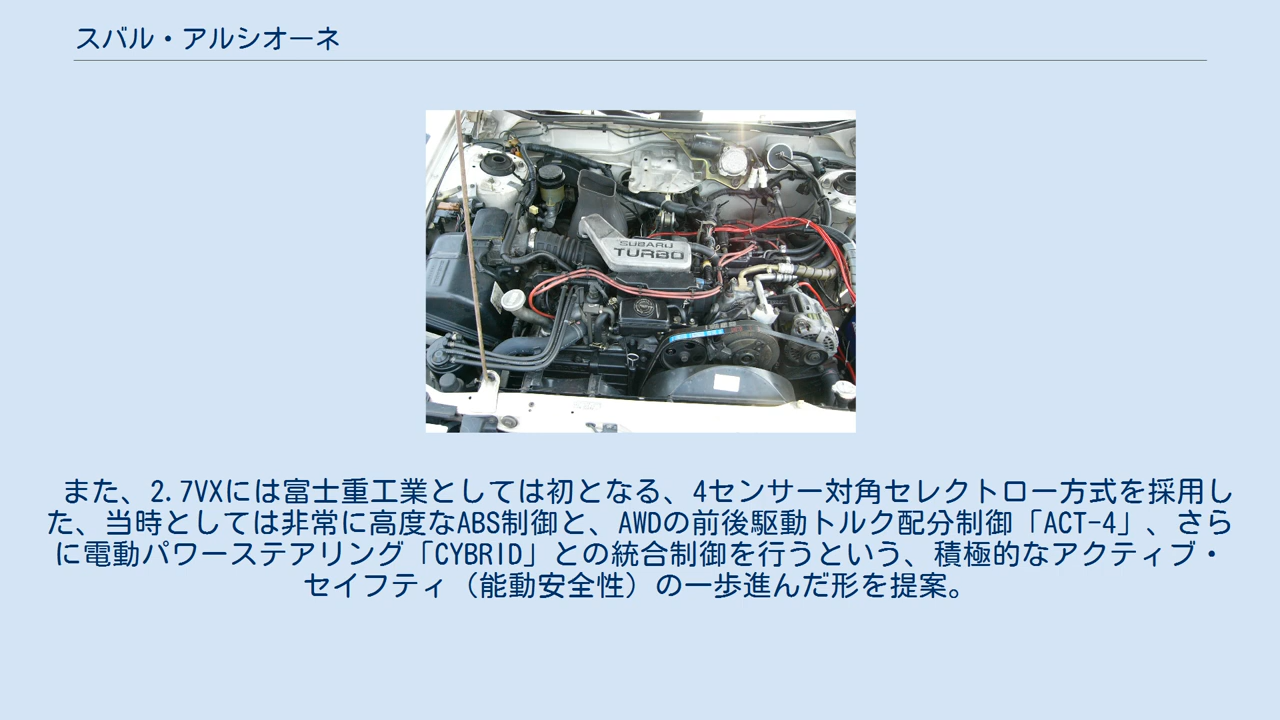 スバル・アルシオーネ
SUBARU
TURBO
また、2.7VXには富士重工業としては初となる、4センサー対角セレクトロー方式を採用し
た、当時としては非常に高度なABS制御と、AWDの前後駆動トルク配分制御「ACT-4」、さら
に電動パワーステアリング「CYBRID」との統合制御を行うという、積極的なアクティブ・
セイフティ（能動安全性）の一歩進んだ形を提案。